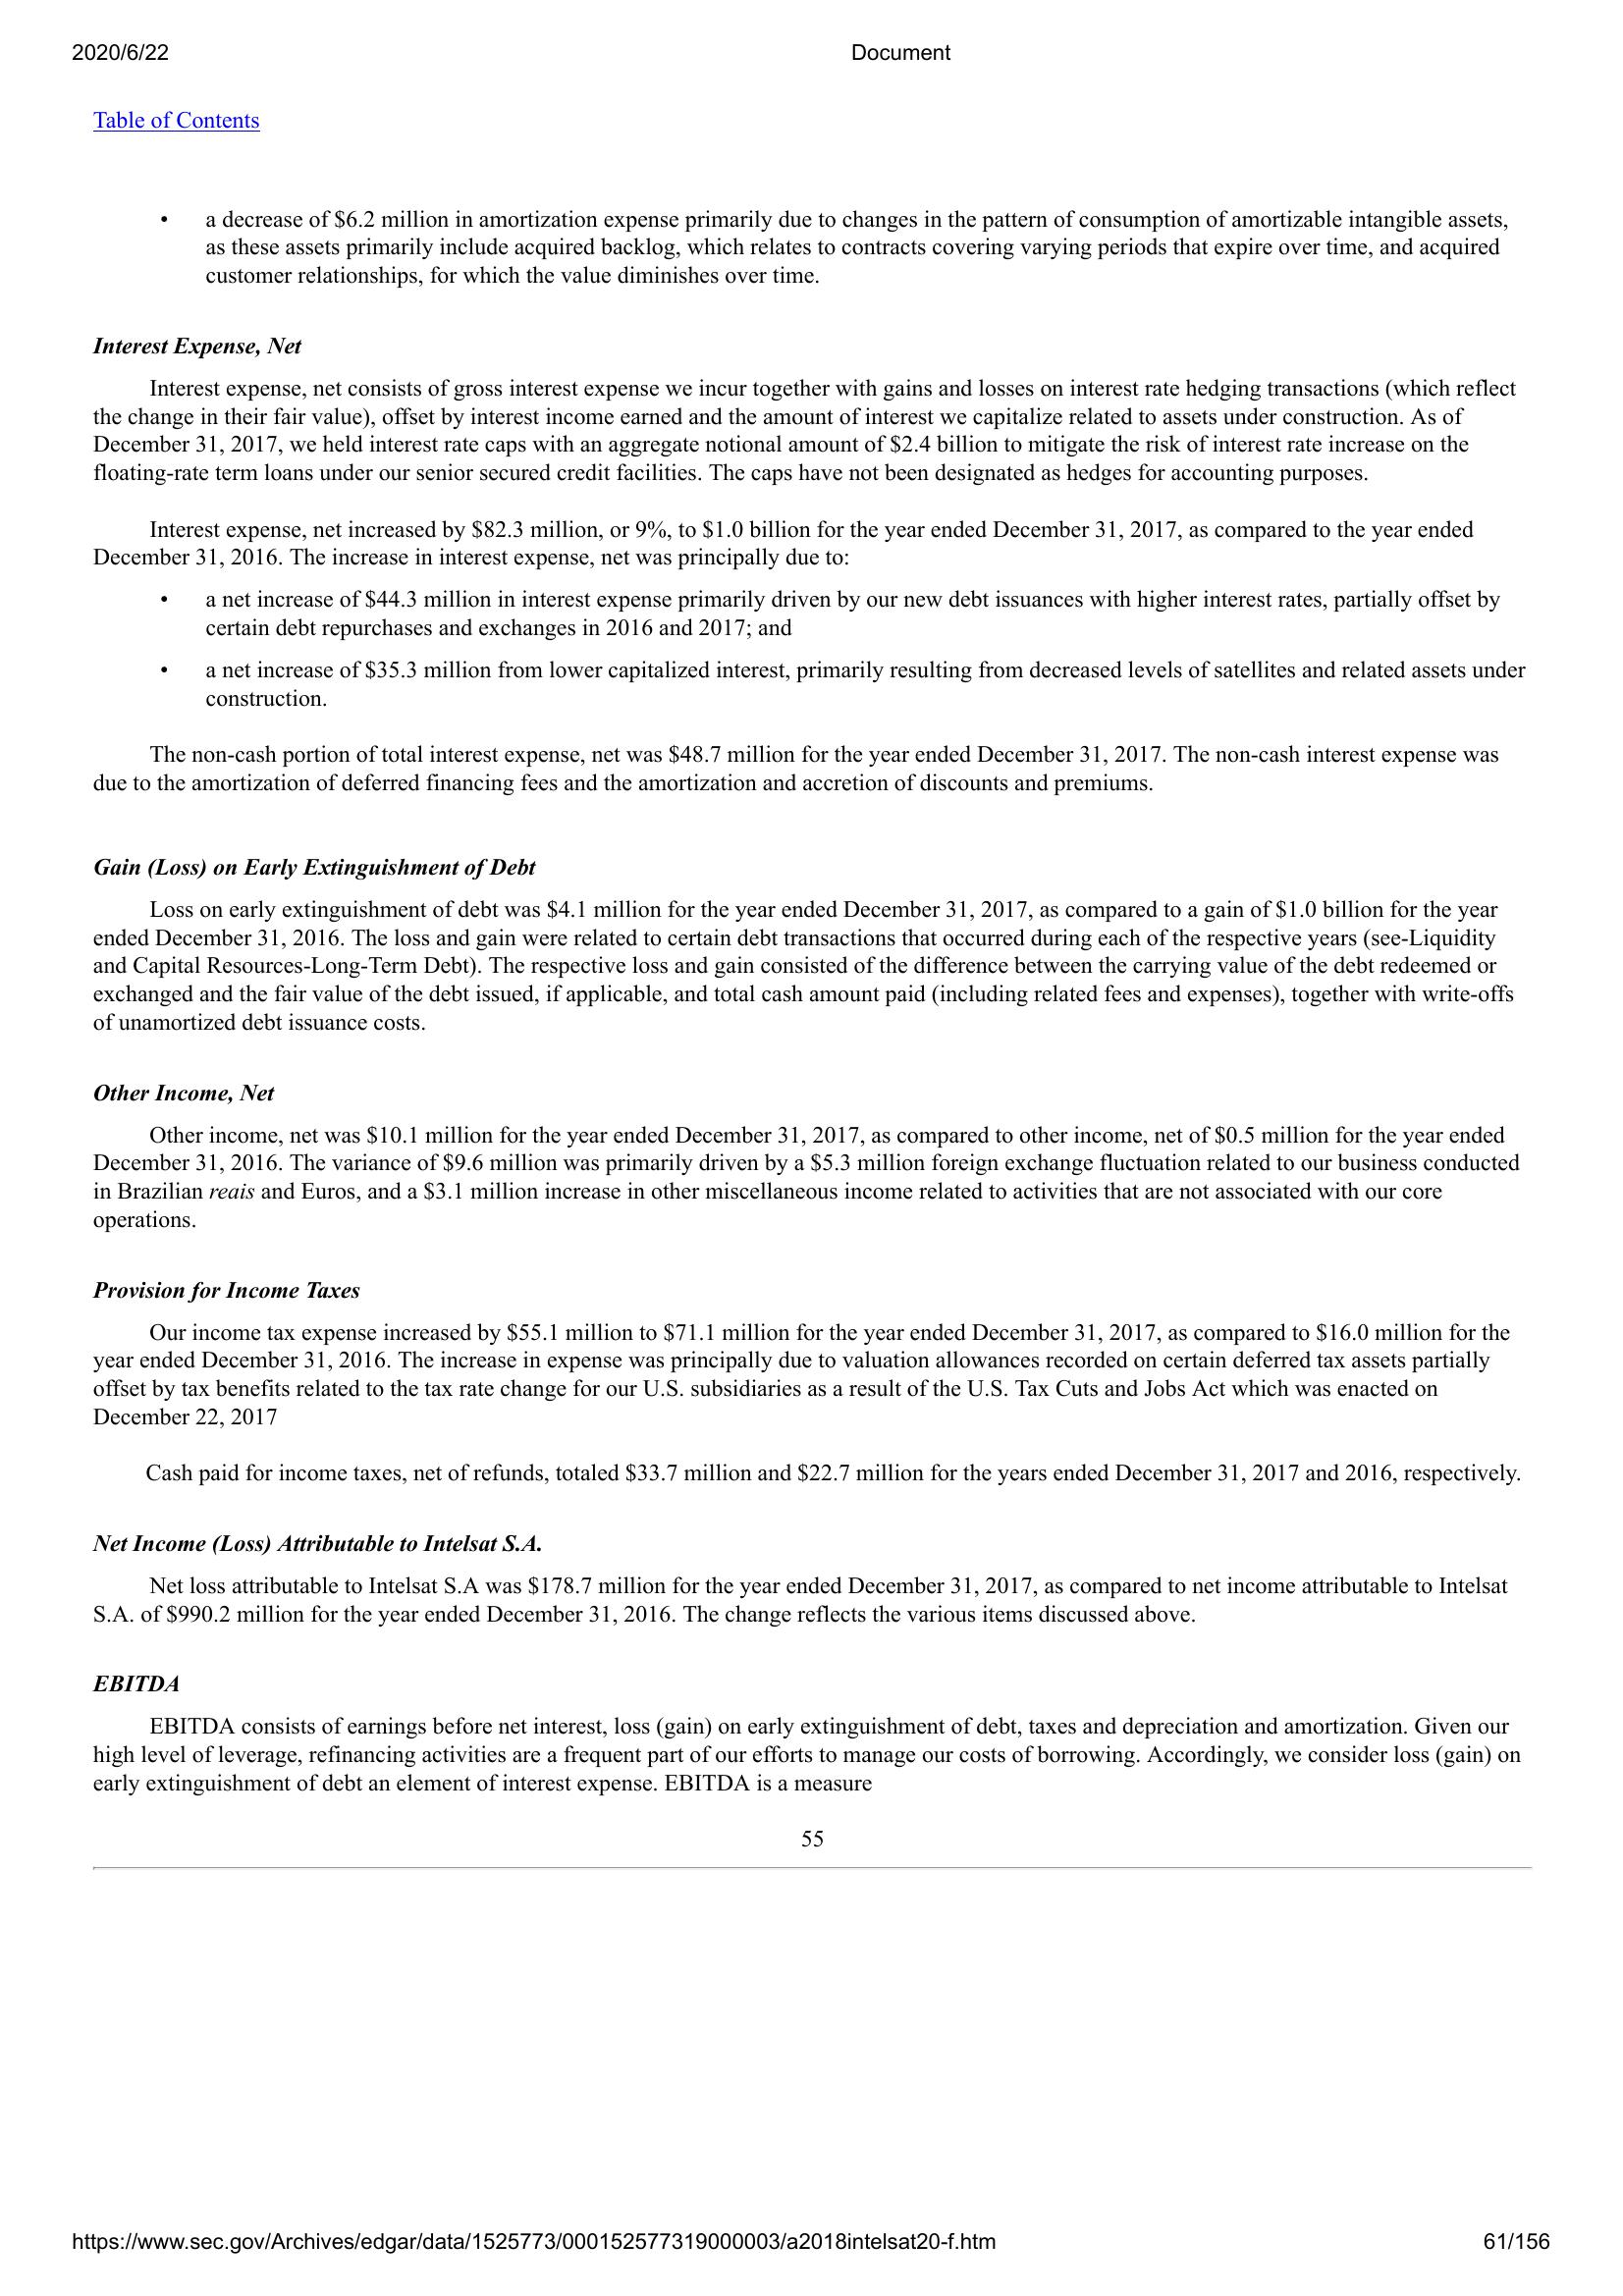 2020/6/22 Document
Table of Contents
• a decrease of $6.2 million in amortization expense primarily due to changes in the pattern of consumption of amortizable intangible assets,
as these assets primarily include acquired backlog, which relates to contracts covering varying periods that expire over time, and acquired
customer relationships, for which the value diminishes over time.
Interest Expense, Net
Interest expense, net consists of gross interest expense we incur together with gains and losses on interest rate hedging transactions (which reflect
the change in their fair value), offset by interest income earned and the amount of interest we capitalize related to assets under construction. As of
December 31, 2017, we held interest rate caps with an aggregate notional amount of $2.4 billion to mitigate the risk of interest rate increase on the
floating-rate term loans under our senior secured credit facilities. The caps have not been designated as hedges for accounting purposes.
Interest expense, net increased by $82.3 million, or 9%, to $1.0 billion for the year ended December 31, 2017, as compared to the year ended
December 31, 2016. The increase in interest expense, net was principally due to:
• a net increase of $44.3 million in interest expense primarily driven by our new debt issuances with higher interest rates, partially offset by
certain debt repurchases and exchanges in 2016 and 2017; and
• a net increase of $35.3 million from lower capitalized interest, primarily resulting from decreased levels of satellites and related assets under
construction.
The non-cash portion of total interest expense, net was $48.7 million for the year ended December 31, 2017. The non-cash interest expense was
due to the amortization of deferred financing fees and the amortization and accretion of discounts and premiums.
Gain (Loss) on Early Extinguishment of Debt
Loss on early extinguishment of debt was $4.1 million for the year ended December 31, 2017, as compared to a gain of $1.0 billion for the year
ended December 31, 2016. The loss and gain were related to certain debt transactions that occurred during each of the respective years (see-Liquidity
and Capital Resources-Long-Term Debt). The respective loss and gain consisted of the difference between the carrying value of the debt redeemed or
exchanged and the fair value of the debt issued, if applicable, and total cash amount paid (including related fees and expenses), together with write-offs
of unamortized debt issuance costs.
Other Income, Net
Other income, net was $10.1 million for the year ended December 31, 2017, as compared to other income, net of $0.5 million for the year ended
December 31, 2016. The variance of $9.6 million was primarily driven by a $5.3 million foreign exchange fluctuation related to our business conducted
in Brazilian reais and Euros, and a $3.1 million increase in other miscellaneous income related to activities that are not associated with our core
operations.
Provision for Income Taxes
Our income tax expense increased by $55.1 million to $71.1 million for the year ended December 31, 2017, as compared to $16.0 million for the
year ended December 31, 2016. The increase in expense was principally due to valuation allowances recorded on certain deferred tax assets partially
offset by tax benefits related to the tax rate change for our U.S. subsidiaries as a result of the U.S. Tax Cuts and Jobs Act which was enacted on
December 22, 2017
Cash paid for income taxes, net of refunds, totaled $33.7 million and $22.7 million for the years ended December 31, 2017 and 2016, respectively.
Net Income (Loss) Attributable to Intelsat S.A.
Net loss attributable to Intelsat S.A was $178.7 million for the year ended December 31, 2017, as compared to net income attributable to Intelsat
S.A. of $990.2 million for the year ended December 31, 2016. The change reflects the various items discussed above.
EBITDA
EBITDA consists of earnings before net interest, loss (gain) on early extinguishment of debt, taxes and depreciation and amortization. Given our
high level of leverage, refinancing activities are a frequent part of our efforts to manage our costs of borrowing. Accordingly, we consider loss (gain) on
early extinguishment of debt an element of interest expense. EBITDA is a measure
55
https://www.sec.gov/Archives/edgar/data/1525773/000152577319000003/a2018intelsat20-f.htm 61/156